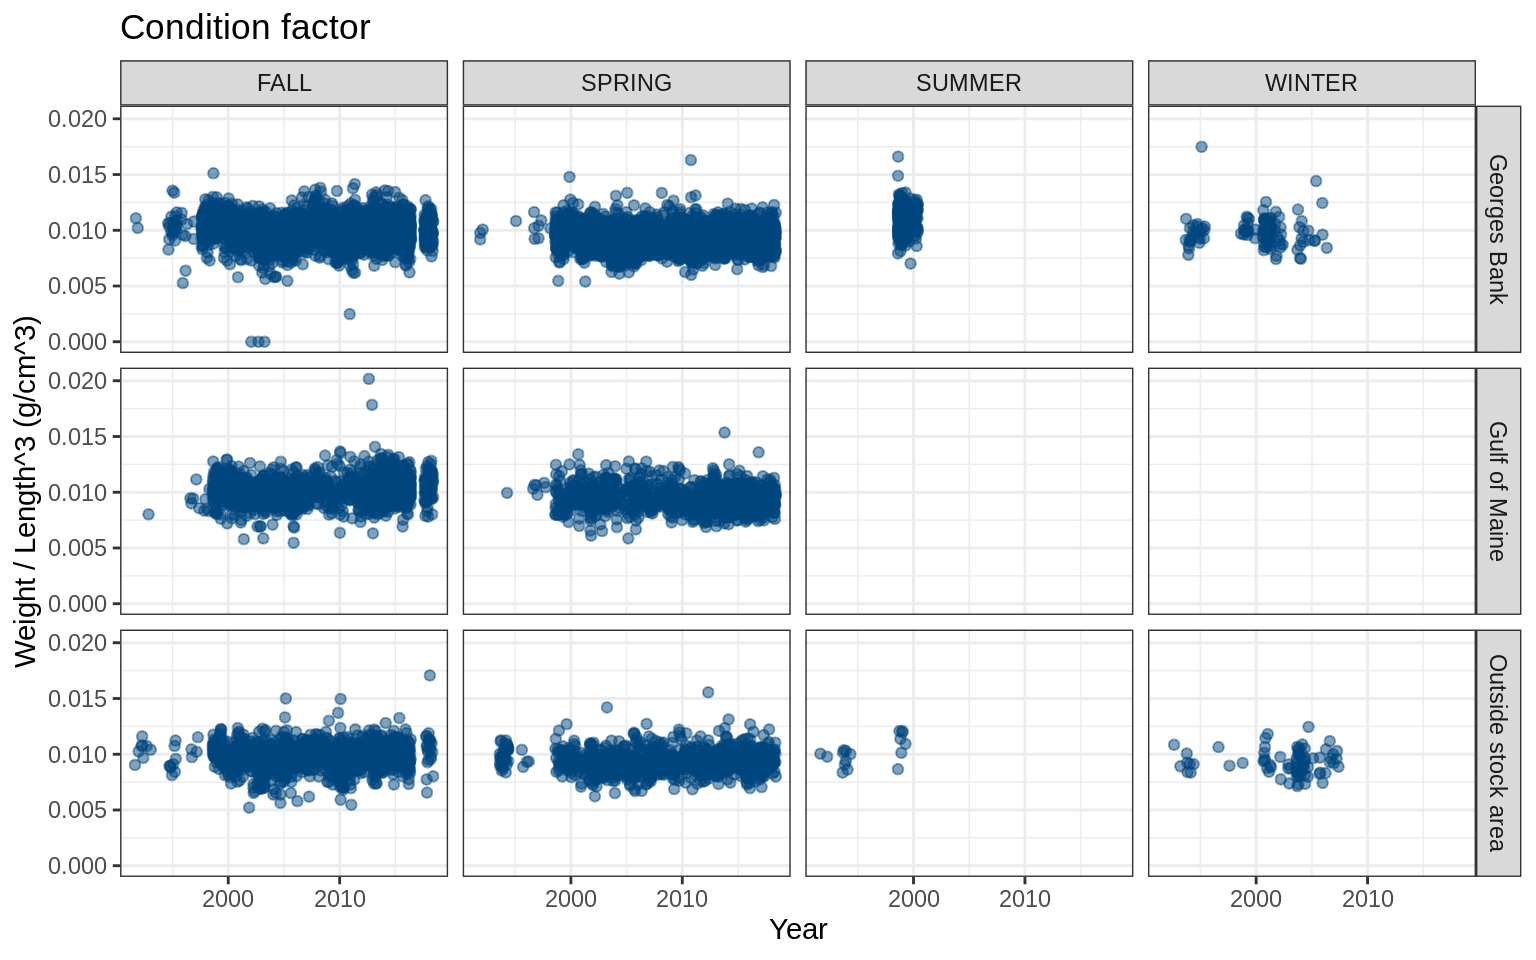 Condition factor
FALL SPRING SUMMER WINTER
0.020
0.015
0.010
0.005
0.000
Georges Bank
0.020
0.015
0.010
0.005
0.000
Gulf of Maine
0.020
0.015
0.010
0.005
0.000
Outside stock area
Weight / Length^3 (g/cm^3)
2000 2010 2000 2010 2000 2010 2000 2010
Year